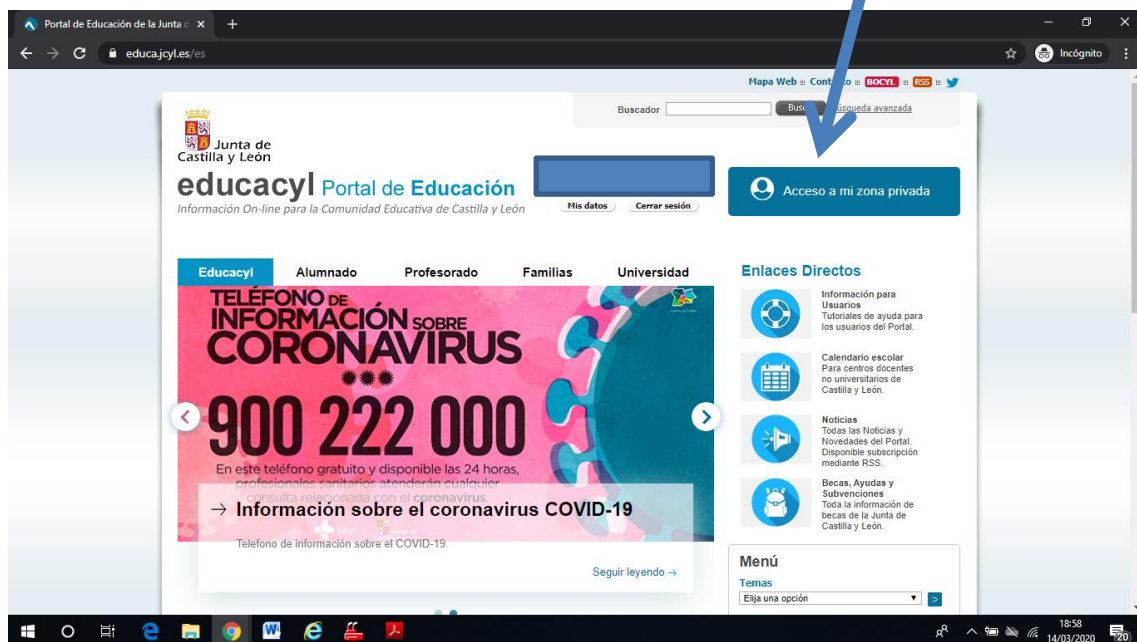 Portal de Educación de la Junta d
educa.jcyl.es/es
Incógnito
Mapa Web :: Contacto :: BOCYL :: RSS ::
Buscador
Buscar
Búsqueda avanzada
Junta de
Castilla y León
educacyl Portal de Educación
Información On-line para la Comunidad Educativa de Castilla y León
Mis datos
Cerrar sesión
Acceso a mi zona privada
Educacyl
Alumnado
Profesorado
Familias
Universidad
TELÉFONO DE
INFORMACIÓN SOBRE
CORONAVIRUS
900 222 000
En este teléfono gratuito y disponible las 24 horas,
profesionales sanitarios atenderán cualquier
consulta relacionada con el coronavirus.
→ Información sobre el coronavirus COVID-19
Telefono de información sobre el COVID-19.
Seguir leyendo →
Enlaces Directos
Información para
Usuarios
Tutoriales de ayuda para
los usuarios del Portal.
Calendario escolar
Para centros docentes
no universitarios de
Castilla y León.
Noticias
Todas las Noticias y
Novedades del Portal.
Disponible subscripción
mediante RSS.
Becas, Ayudas y
Subvenciones
Toda la información de
becas de la Junta de
Castilla y León.
Menú
Temas
Elija una opción
18:58
14/03/2020
20